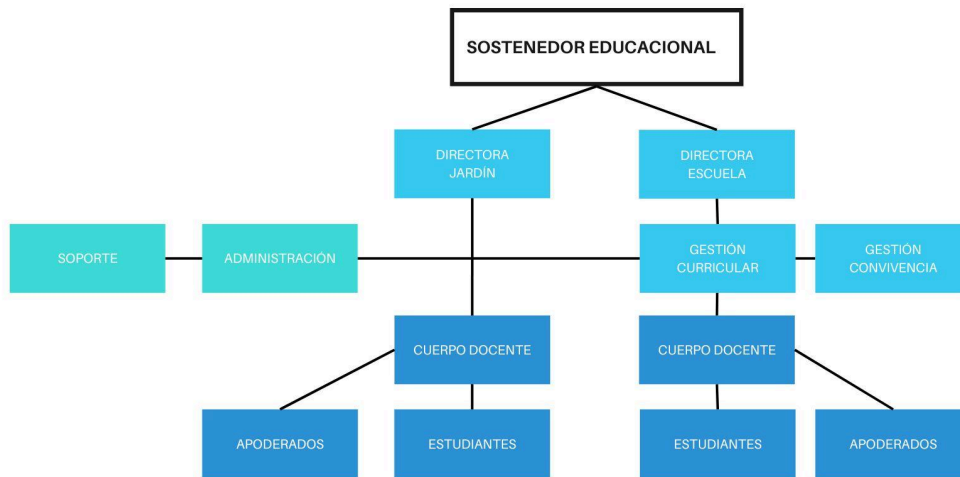 SOSTENEDOR EDUCACIONAL
DIRECTORA
JARDÍN
DIRECTORA
ESCUELA
SOPORTE
ADMINISTRACIÓN
GESTIÓN
CURRICULAR
GESTIÓN
CONVIVENCIA
CUERPO DOCENTE
CUERPO DOCENTE
APODERADOS
ESTUDIANTES
ESTUDIANTES
APODERADOS